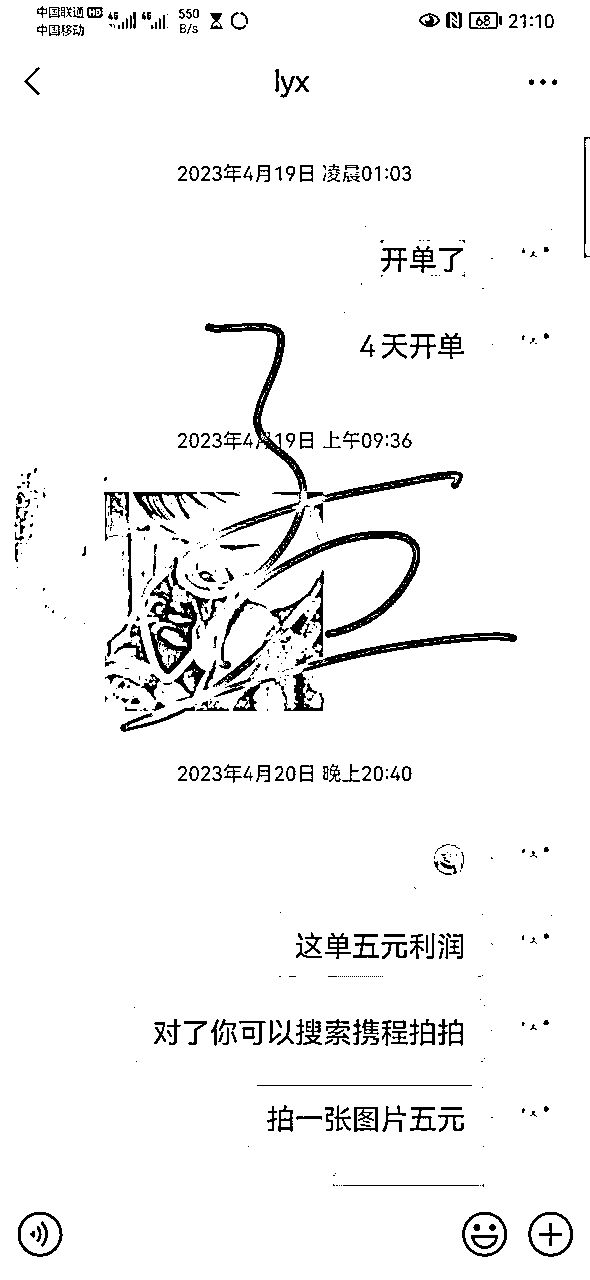 中国联通 HD 4G 4G 550 B/s 68 21:10
中国移动
lyx
2023年4月19日 凌晨01:03
开单了
4天开单
2023年4月19日 上午09:36
2023年4月20日 晚上20:40
这单五元利润
对了你可以搜索携程拍拍
拍一张图片五元